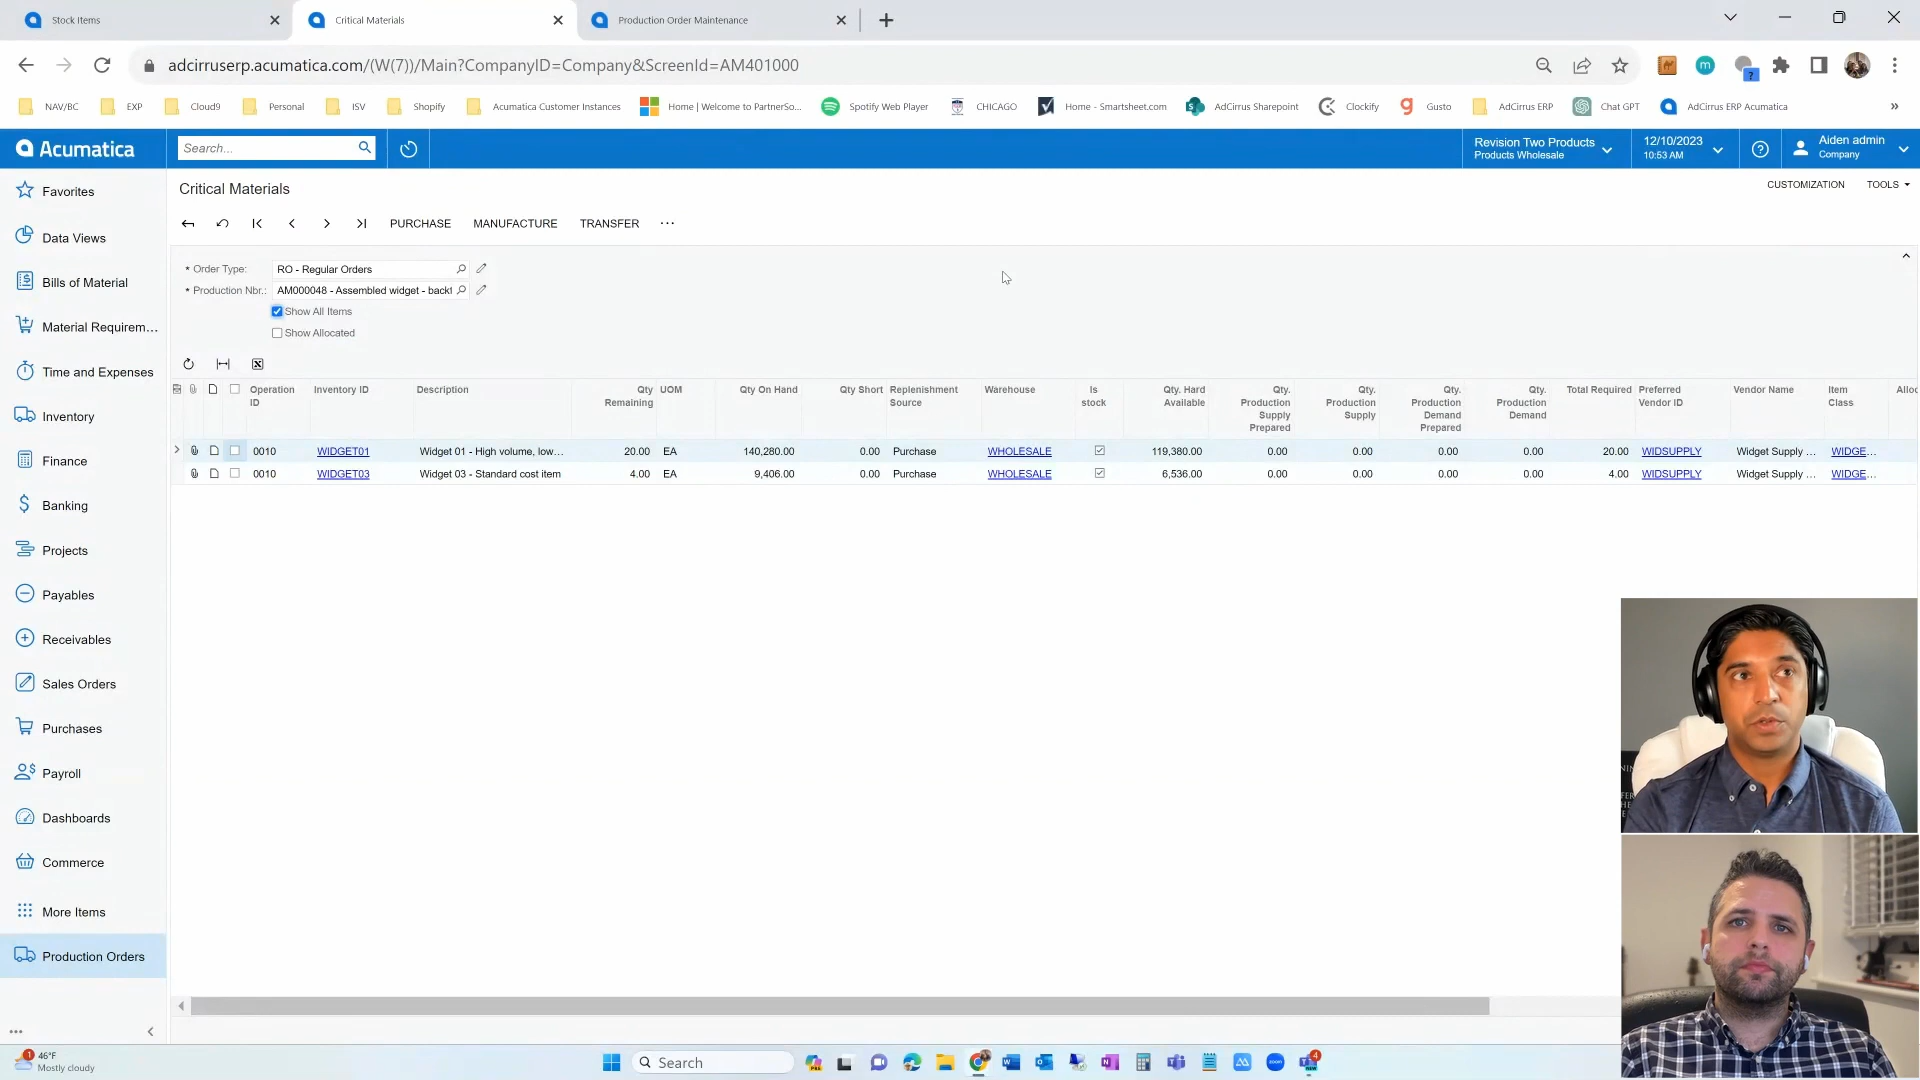 Stock Items
Critical Materials
Production Order Maintenance
adcirruserp.acumatica.com/(W(7))/Main?CompanyID=Company&ScreenId=AM401000
NAV/BC EXP Cloud9 Personal ISV Shopify Acumatica Customer Instances Home | Welcome to PartnerSo... Spotify Web Player CHICAGO Home - Smartsheet.com AdCirrus Sharepoint Clockify Gusto AdCirrus ERP Chat GPT AdCirrus ERP Acumatica »
Acumatica
Search...
Revision Two Products
Products Wholesale
12/10/2023
10:53 AM
Aiden admin
Company
Favorites
Data Views
Bills of Material
Material Requirem...
Time and Expenses
Inventory
Finance
Banking
Projects
Payables
Receivables
Sales Orders
Purchases
Payroll
Dashboards
Commerce
More Items
Production Orders
Critical Materials
CUSTOMIZATION TOOLS
PURCHASE MANUFACTURE TRANSFER ...
* Order Type: RO - Regular Orders
* Production Nbr.: AM000048 - Assembled widget - backf
Show All Items
Show Allocated
Operation ID Inventory ID Description Qty Remaining UOM Qty On Hand Qty Short Replenishment Source Warehouse Is stock Qty. Hard Available Qty. Production Supply Prepared Qty. Production Supply Qty. Production Demand Prepared Qty. Production Demand Total Required Preferred Vendor ID Vendor Name Item Class Alloc
0010 WIDGET01 Widget 01 - High volume, low... 20.00 EA 140,280.00 0.00 Purchase WHOLESALE 119,380.00 0.00 0.00 0.00 0.00 20.00 WIDSUPPLY Widget Supply ... WIDGE...
0010 WIDGET03 Widget 03 - Standard cost item 4.00 EA 9,406.00 0.00 Purchase WHOLESALE 6,536.00 0.00 0.00 0.00 0.00 4.00 WIDSUPPLY Widget Supply ... WIDGE...
46°F
Mostly cloudy
Search